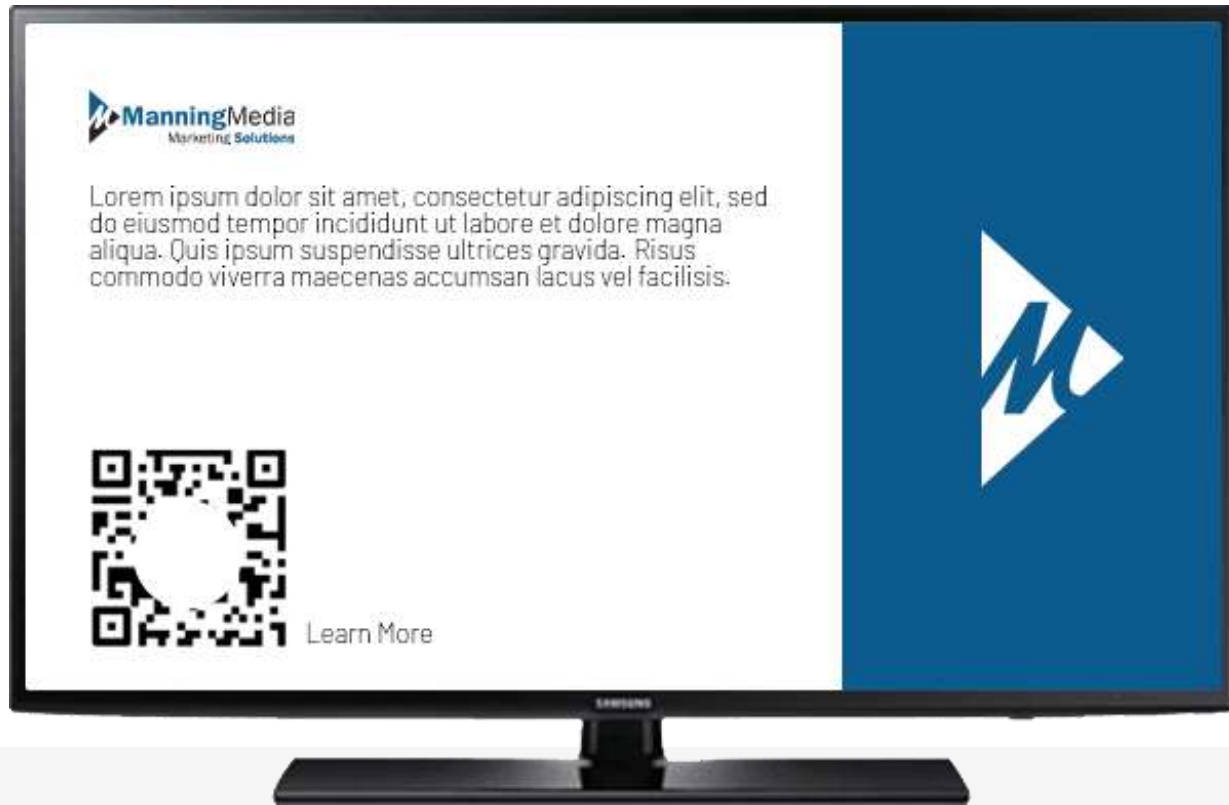 ManningMedia
Marketing Solutions
Lorem ipsum dolor sit amet, consectetur adipiscing elit, sed
do eiusmod tempor incididunt ut labore et dolore magna
aliqua. Quis ipsum suspendisse ultrices gravida. Risus
commodo viverra maecenas accumsan lacus vel facilisis.
M
Learn More
SAMSUNG